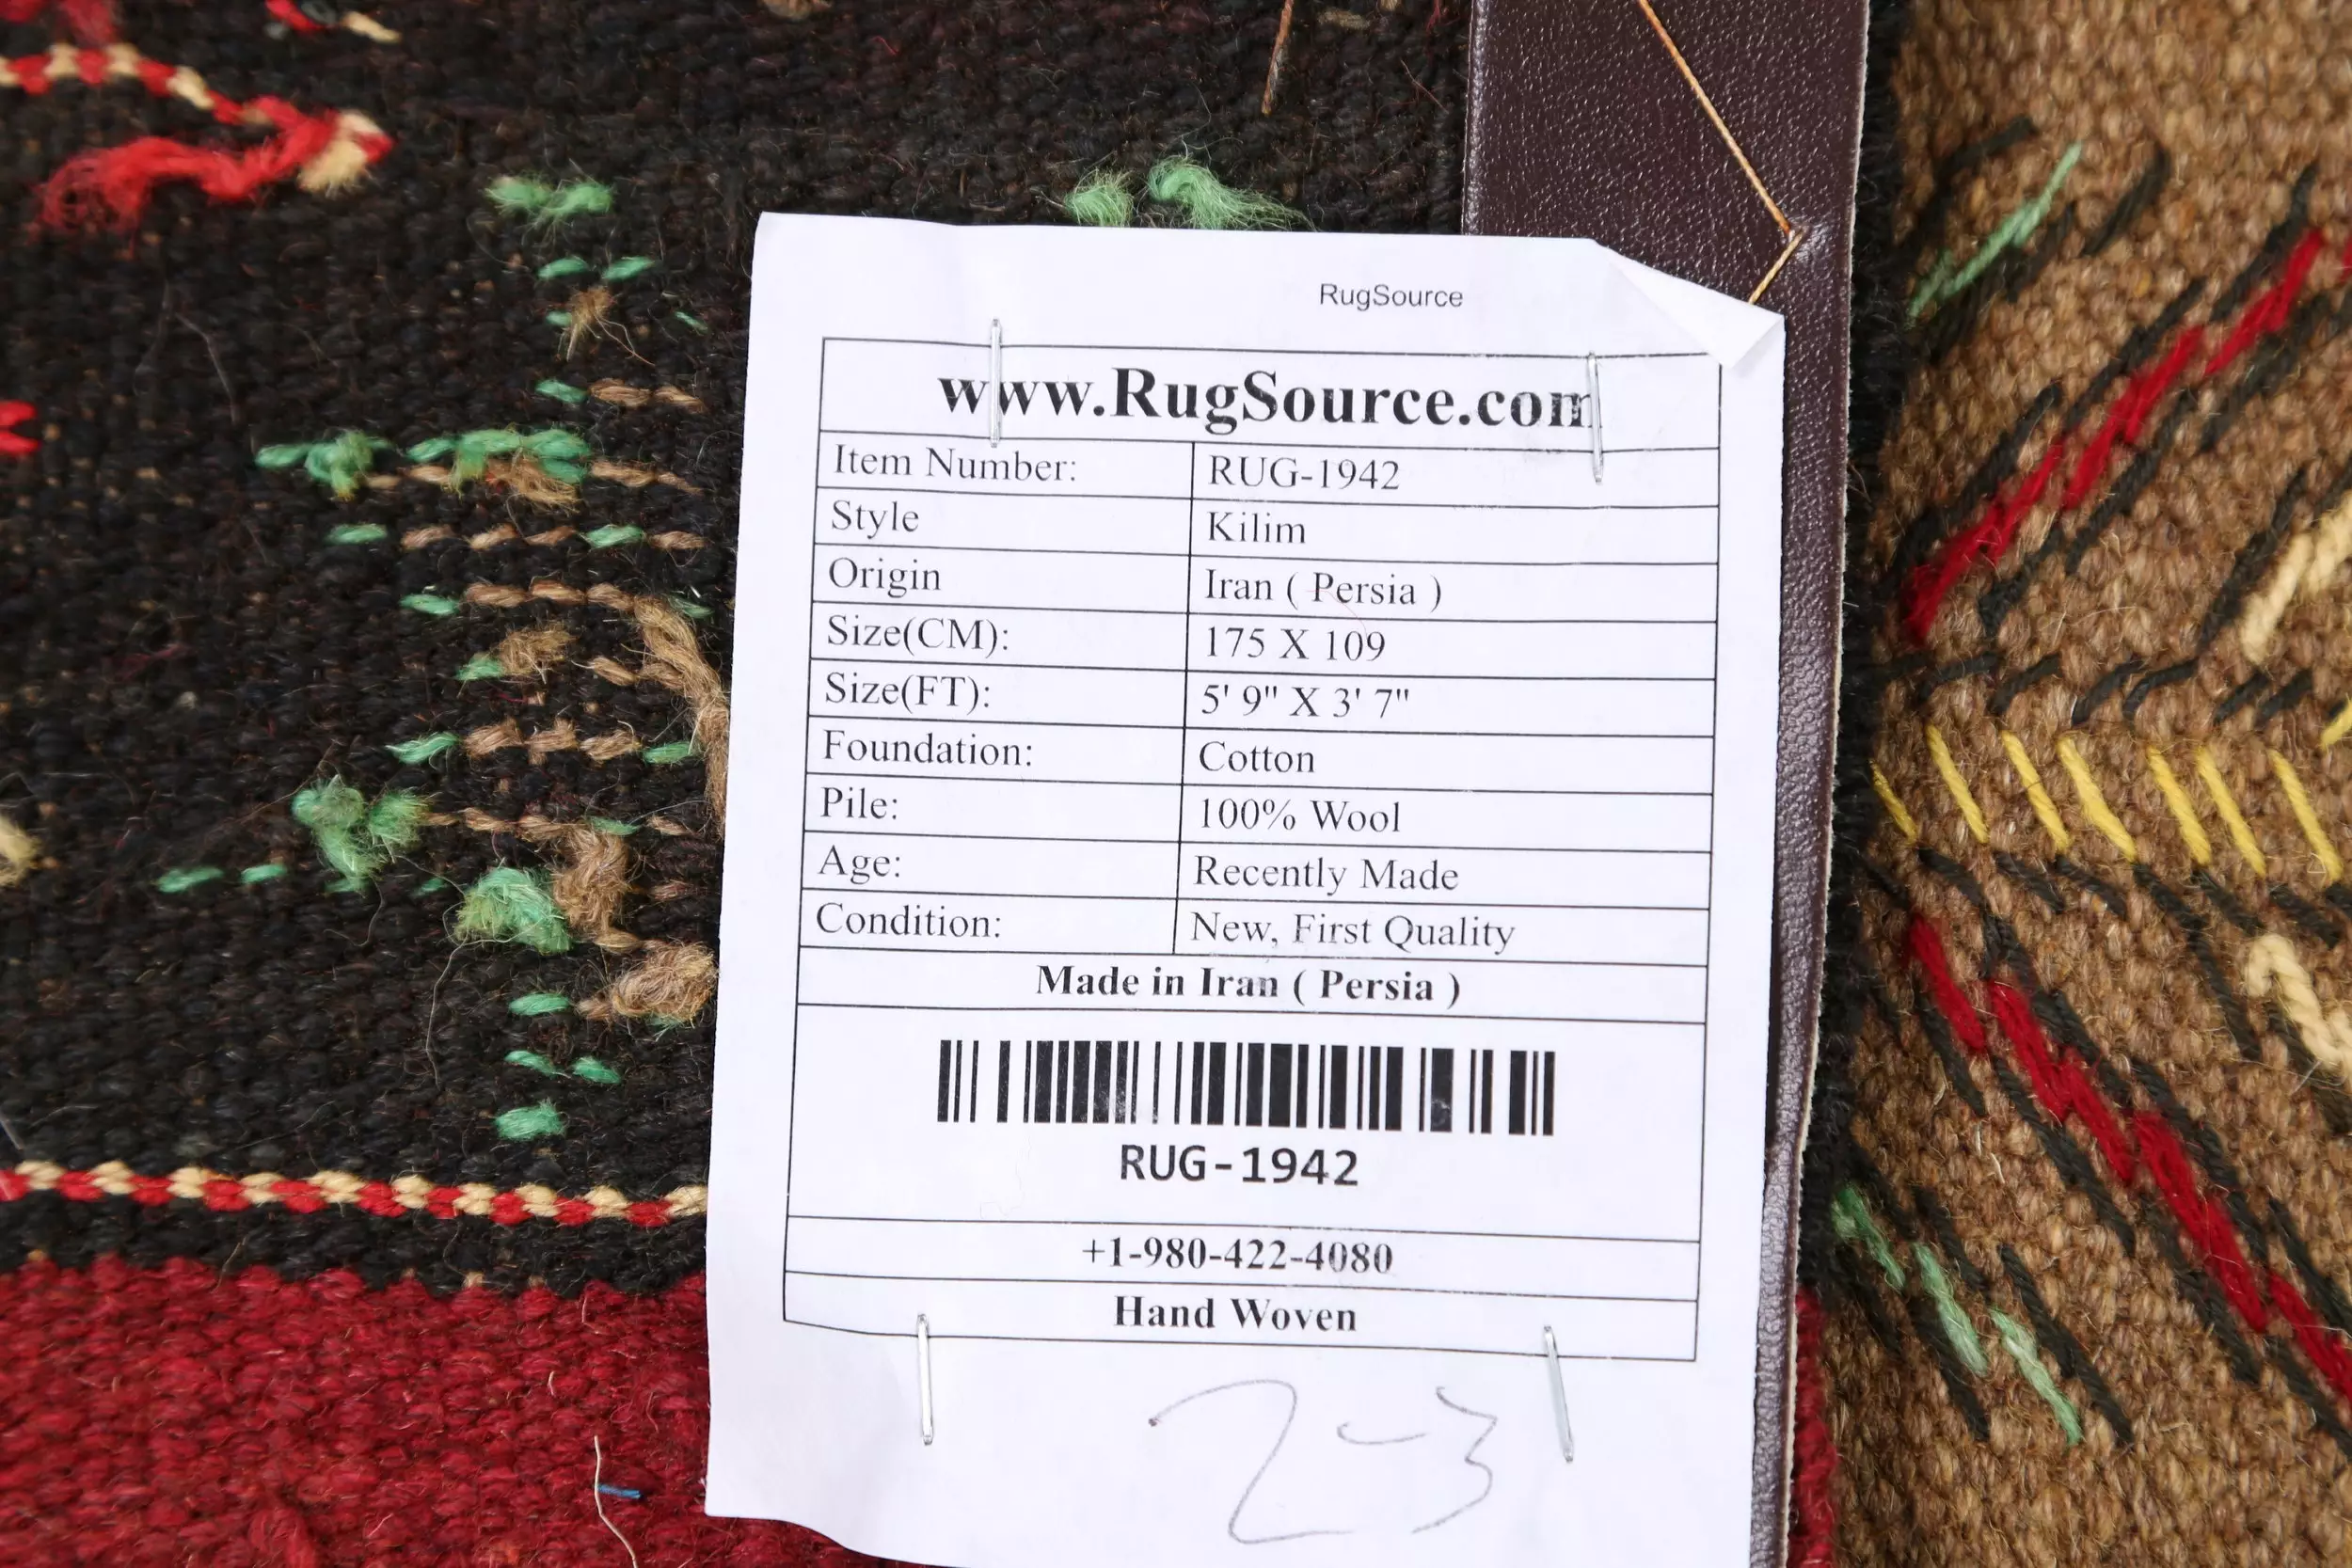 RugSource
www.RugSource.com
Item Number: RUG-1942
Style Kilim
Origin Iran ( Persia )
Size(CM): 175 X 109
Size(FT): 5' 9" X 3' 7"
Foundation: Cotton
Pile: 100% Wool
Age: Recently Made
Condition: New, First Quality
Made in Iran ( Persia )
RUG-1942
+1-980-422-4080
Hand Woven
2-3